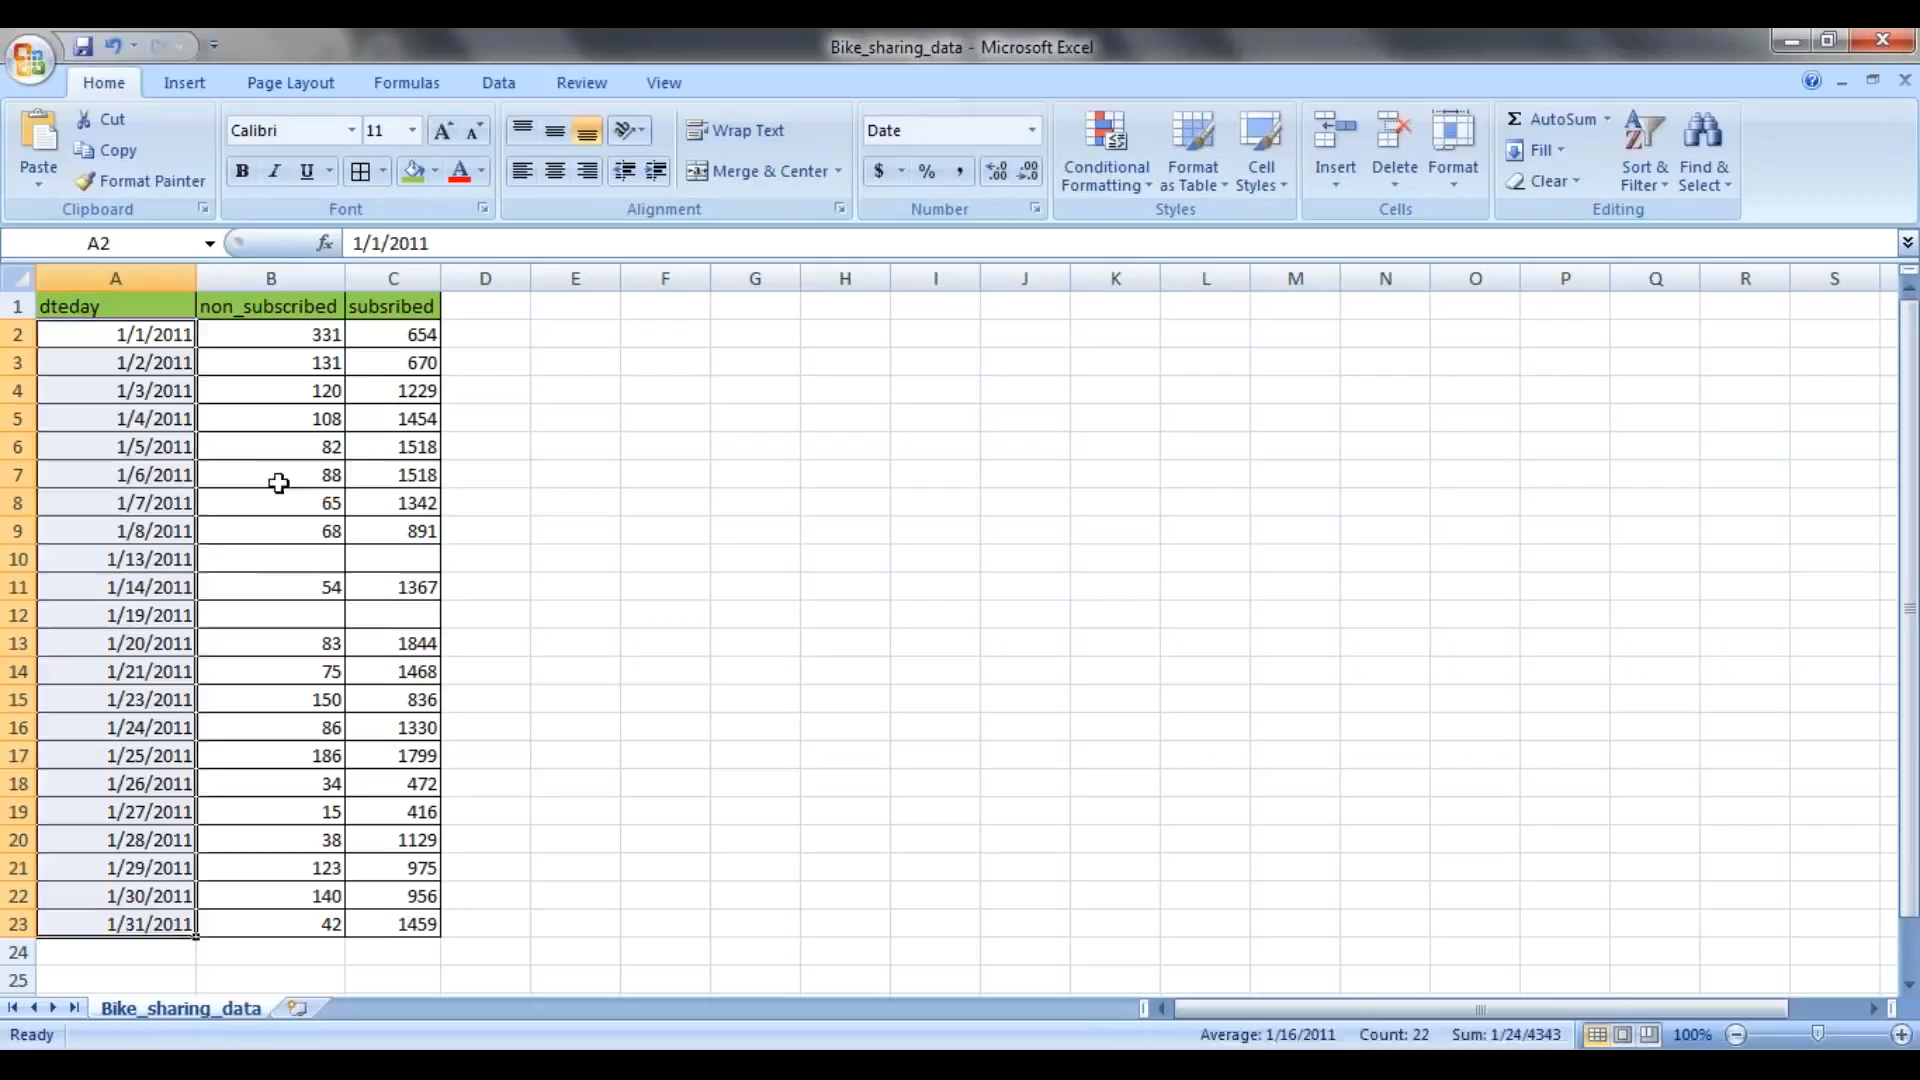 Bike_sharing_data - Microsoft Excel
Home Insert Page Layout Formulas Data Review View
Paste
Cut
Copy
Format Painter
Clipboard
Calibri 11 A A
B I U A
Font
Wrap Text
Merge & Center
Alignment
Date
$ % , .0 .00 .00 .0
Number
Conditional Formatting
Format as Table
Cell Styles
Styles
Insert
Delete
Format
Cells
Σ AutoSum
Fill
Clear
Sort & Filter
Find & Select
Editing
A2 fx 1/1/2011
A B C D E F G H I J K L M N O P Q R S
1 dteday non_subscribed subsribed
2 1/1/2011 331 654
3 1/2/2011 131 670
4 1/3/2011 120 1229
5 1/4/2011 108 1454
6 1/5/2011 82 1518
7 1/6/2011 88 1518
8 1/7/2011 65 1342
9 1/8/2011 68 891
10 1/13/2011
11 1/14/2011 54 1367
12 1/19/2011
13 1/20/2011 83 1844
14 1/21/2011 75 1468
15 1/23/2011 150 836
16 1/24/2011 86 1330
17 1/25/2011 186 1799
18 1/26/2011 34 472
19 1/27/2011 15 416
20 1/28/2011 38 1129
21 1/29/2011 123 975
22 1/30/2011 140 956
23 1/31/2011 42 1459
24
25
Bike_sharing_data
Ready Average: 1/16/2011 Count: 22 Sum: 1/24/4343 100%